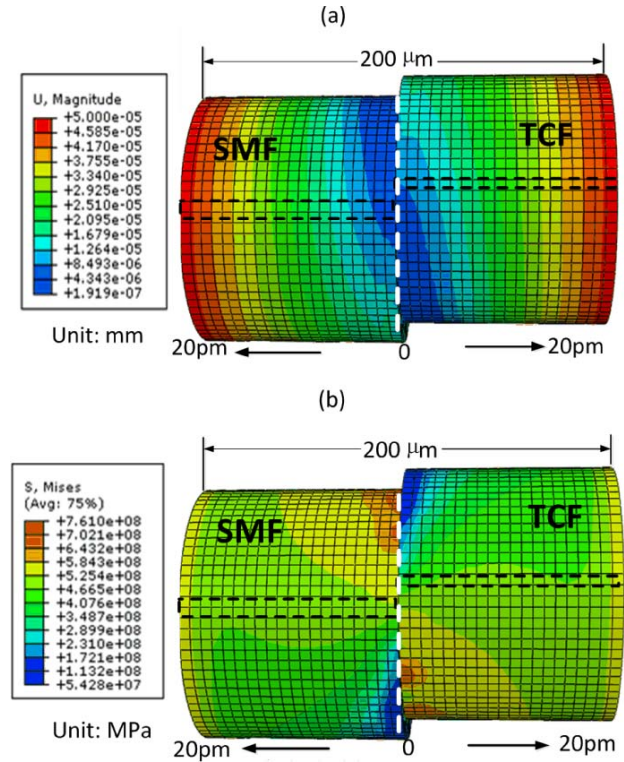 (a)
200 μm
U, Magnitude
+5.000e-05
+4.585e-05
+4.170e-05
+3.755e-05
+3.340e-05
+2.925e-05
+2.510e-05
+2.095e-05
+1.679e-05
+1.264e-05
+8.493e-06
+4.343e-06
+1.919e-07
SMF
TCF
Unit: mm
20pm
0
20pm
(b)
200 μm
S, Mises
(Avg: 75%)
+7.610e+08
+7.021e+08
+6.432e+08
+5.843e+08
+5.254e+08
+4.665e+08
+4.076e+08
+3.487e+08
+2.899e+08
+2.310e+08
+1.721e+08
+1.132e+08
+5.428e+07
SMF
TCF
Unit: MPa
20pm
0
20pm